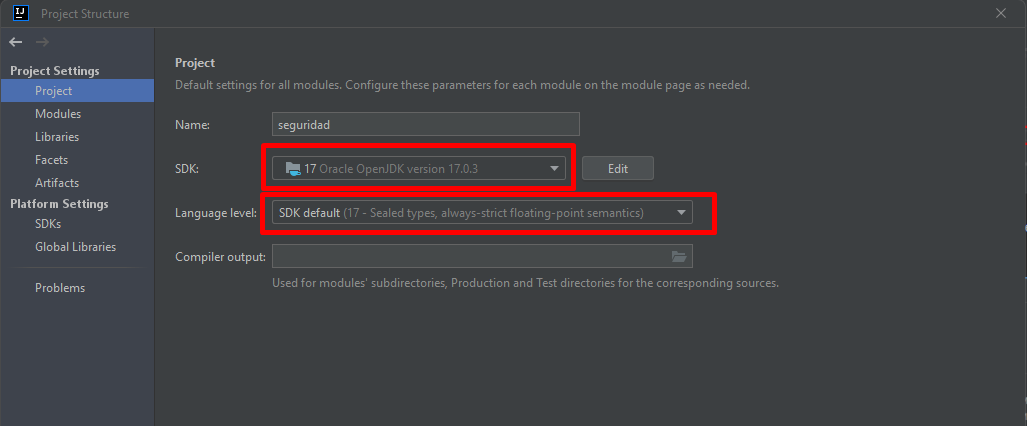 IJ
Project Structure
Project Settings
Project
Modules
Libraries
Facets
Artifacts
Platform Settings
SDKs
Global Libraries
Problems
Project
Default settings for all modules. Configure these parameters for each module on the module page as needed.
Name: seguridad
SDK: 17 Oracle OpenJDK version 17.0.3 Edit
Language level: SDK default (17 - Sealed types, always-strict floating-point semantics)
Compiler output:
Used for modules' subdirectories, Production and Test directories for the corresponding sources.